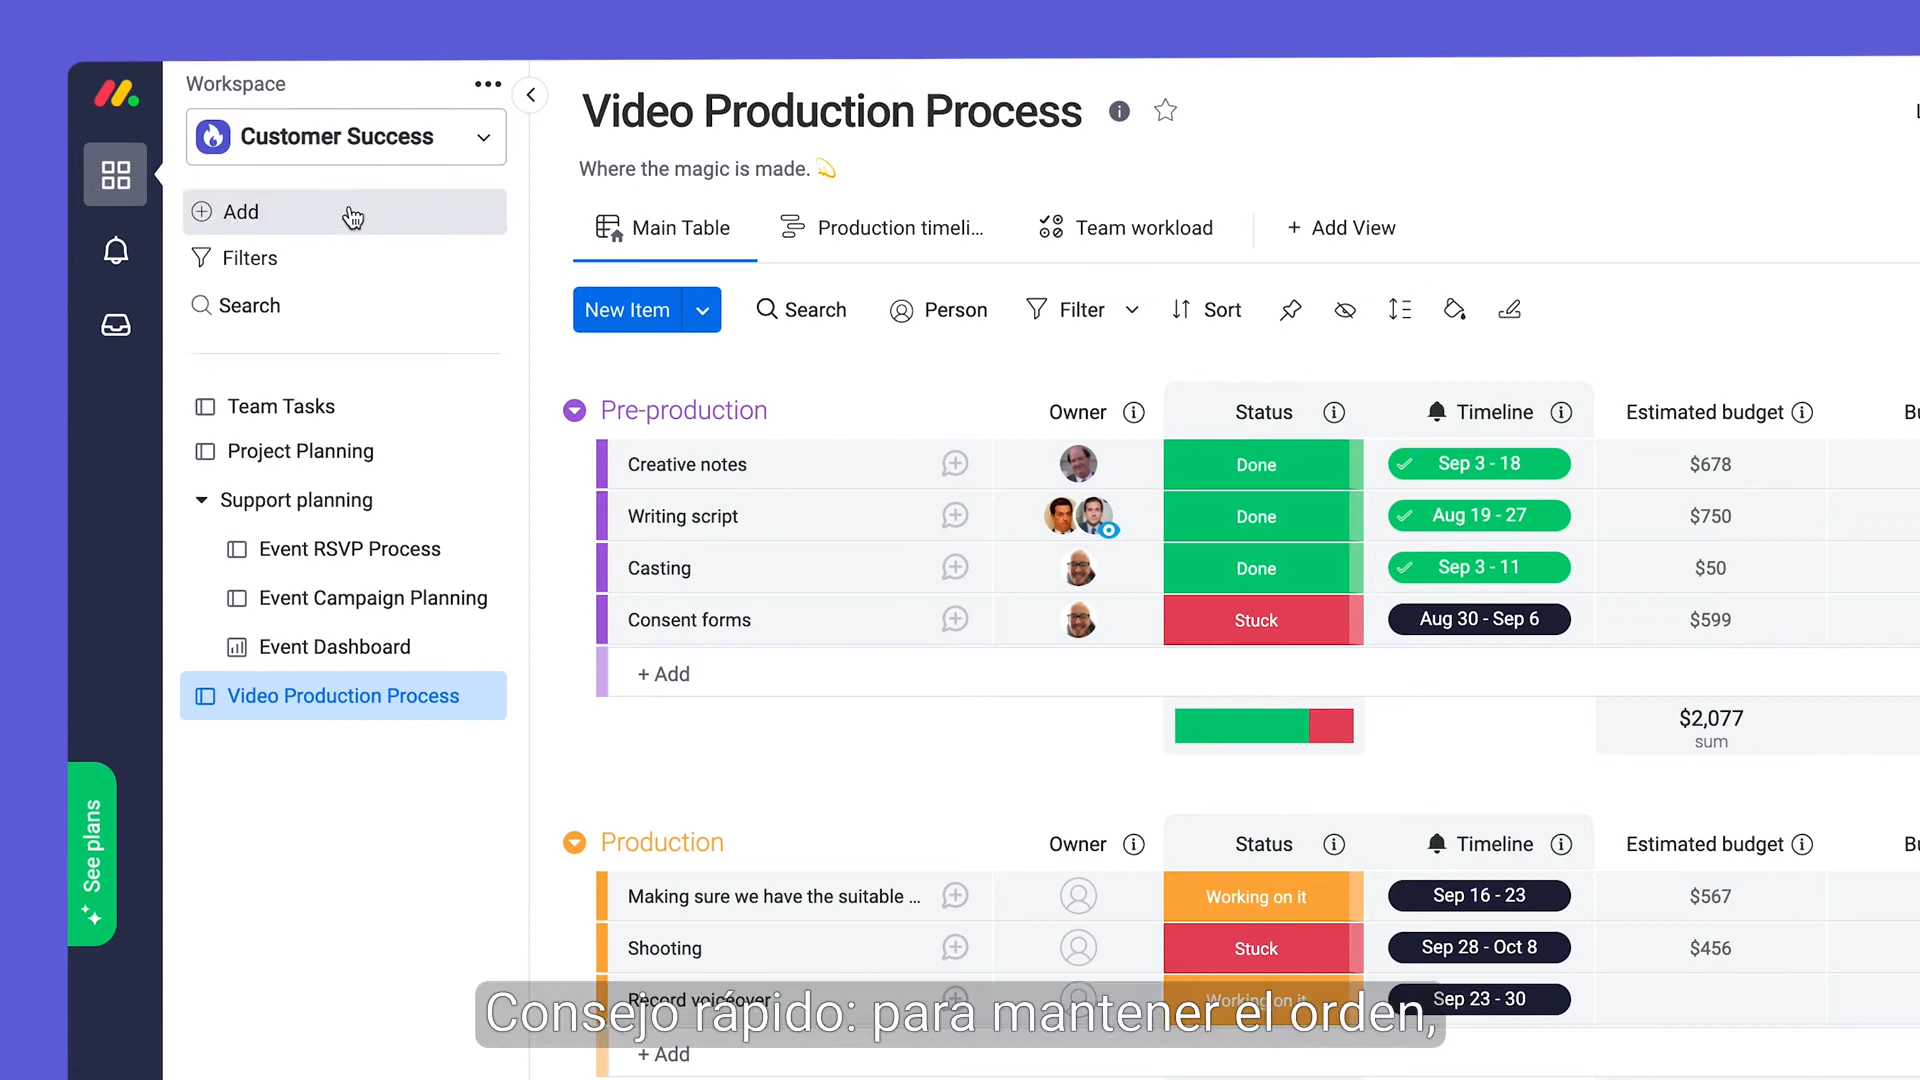 Workspace
Customer Success
Add
Filters
Search
Team Tasks
Project Planning
Support planning
Event RSVP Process
Event Campaign Planning
Event Dashboard
Video Production Process
See plans
Video Production Process
Where the magic is made.
Main Table
Production timeli...
Team workload
+ Add View
New Item
Search
Person
Filter
Sort
Pre-production Owner Status Timeline Estimated budget
Creative notes Done Sep 3 - 18 $678
Writing script Done Aug 19 - 27 $750
Casting Done Sep 3 - 11 $50
Consent forms Stuck Aug 30 - Sep 6 $599
+ Add
$2,077
sum
Production Owner Status Timeline Estimated budget
Making sure we have the suitable ... Working on it Sep 16 - 23 $567
Shooting Stuck Sep 28 - Oct 8 $456
Record voiceover Working on it Sep 23 - 30
Consejo rápido: para mantener el orden,
+ Add